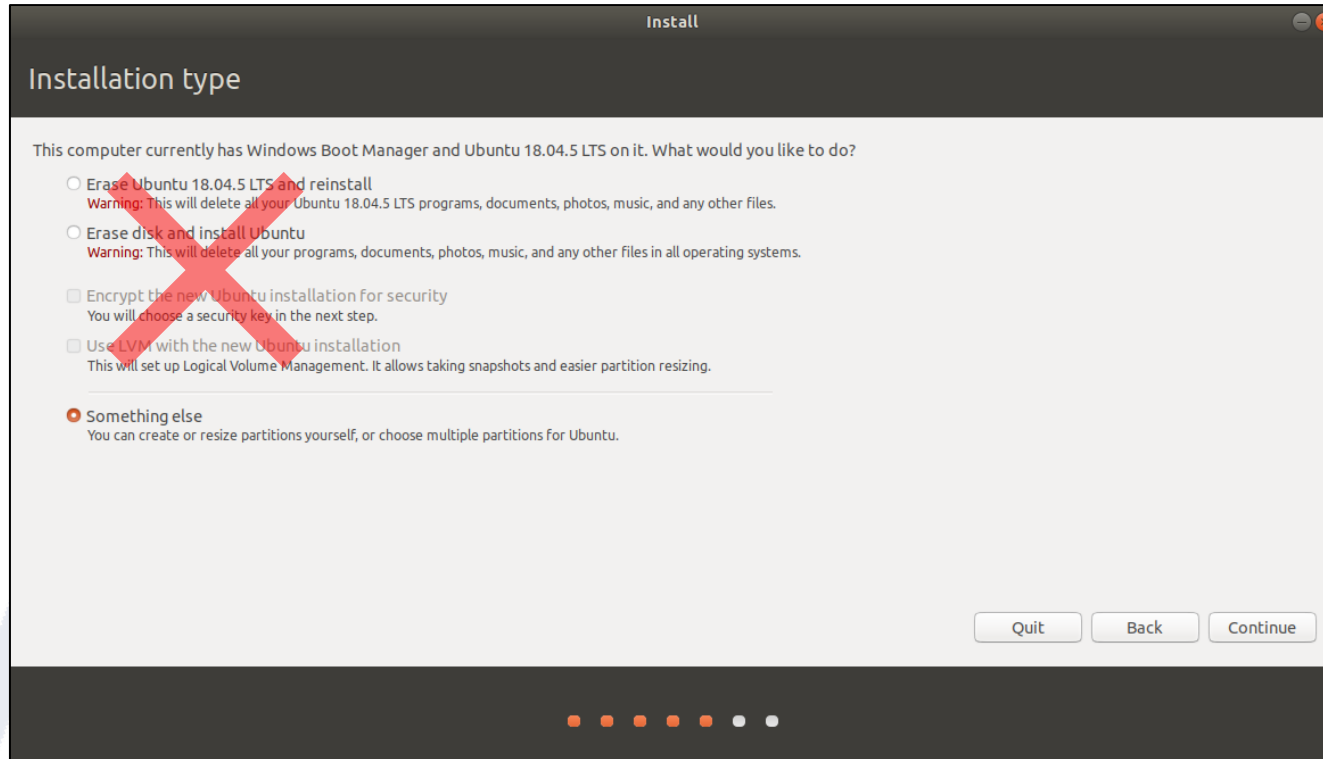 Install
Installation type
This computer currently has Windows Boot Manager and Ubuntu 18.04.5 LTS on it. What would you like to do?
Erase Ubuntu 18.04.5 LTS and reinstall
Warning: This will delete all your Ubuntu 18.04.5 LTS programs, documents, photos, music, and any other files.
Erase disk and install Ubuntu
Warning: This will delete all your programs, documents, photos, music, and any other files in all operating systems.
Encrypt the new Ubuntu installation for security
You will choose a security key in the next step.
Use LVM with the new Ubuntu installation
This will set up Logical Volume Management. It allows taking snapshots and easier partition resizing.
Something else
You can create or resize partitions yourself, or choose multiple partitions for Ubuntu.
Quit Back Continue